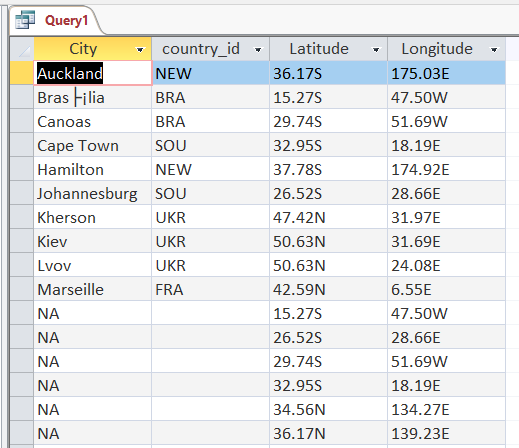 Query1
City country_id Latitude Longitude
Auckland NEW 36.17S 175.03E
Bras├¡lia BRA 15.27S 47.50W
Canoas BRA 29.74S 51.69W
Cape Town SOU 32.95S 18.19E
Hamilton NEW 37.78S 174.92E
Johannesburg SOU 26.52S 28.66E
Kherson UKR 47.42N 31.97E
Kiev UKR 50.63N 31.69E
Lvov UKR 50.63N 24.08E
Marseille FRA 42.59N 6.55E
NA 15.27S 47.50W
NA 26.52S 28.66E
NA 29.74S 51.69W
NA 32.95S 18.19E
NA 34.56N 134.27E
NA 36.17N 139.23E